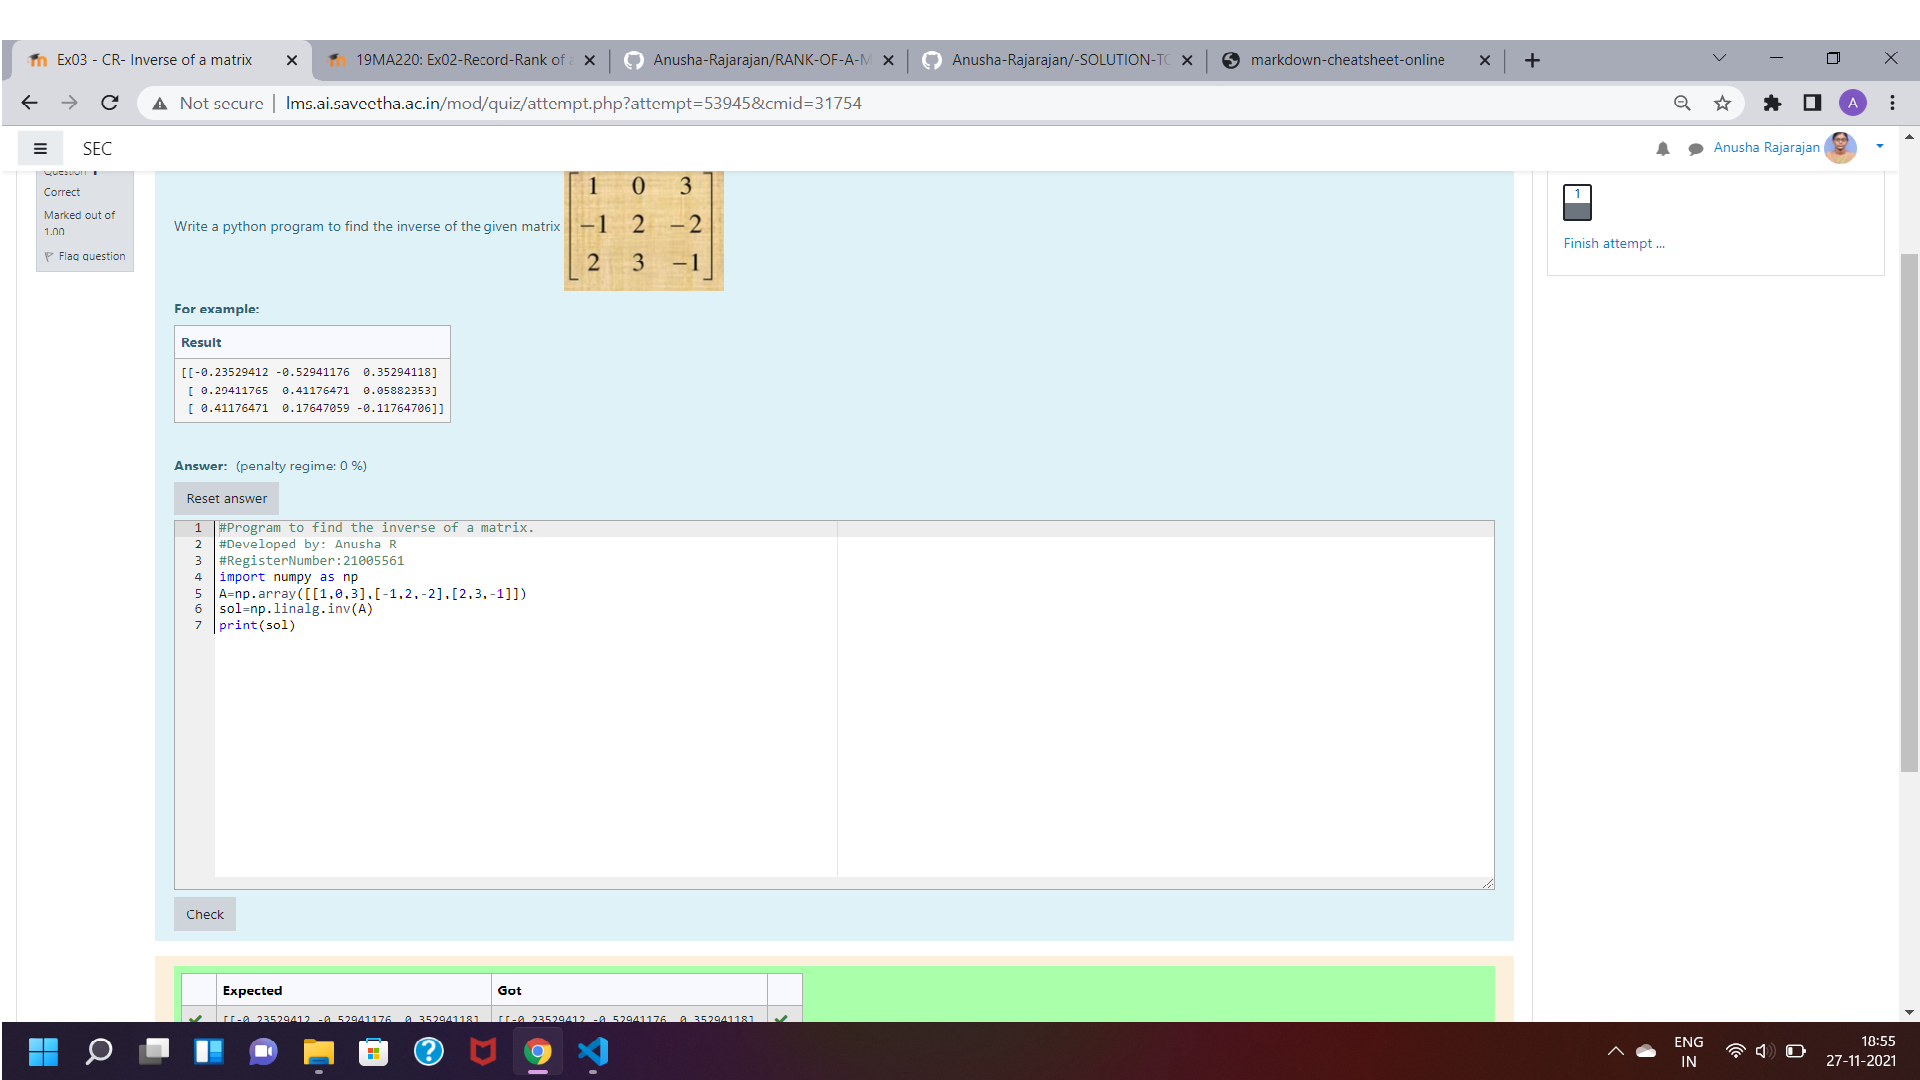 Ex03 - CR- Inverse of a matrix
19MA220: Ex02-Record-Rank of a
Anusha-Rajarajan/RANK-OF-A-M
Anusha-Rajarajan/-SOLUTION-TO
markdown-cheatsheet-online
Not secure | lms.ai.saveetha.ac.in/mod/quiz/attempt.php?attempt=53945&cmid=31754
A
SEC
Anusha Rajarajan
Question 1
Correct
Marked out of
1.00
Flag question
Write a python program to find the inverse of the given matrix
1 0 3
-1 2 -2
2 3 -1
1
Finish attempt ...
For example:
Result
[[-0.23529412 -0.52941176  0.35294118]
[ 0.29411765  0.41176471  0.05882353]
[ 0.41176471  0.17647059 -0.11764706]]
Answer: (penalty regime: 0 %)
Reset answer
1 #Program to find the inverse of a matrix.
2 #Developed by: Anusha R
3 #RegisterNumber:21005561
4 import numpy as np
5 A=np.array([[1,0,3],[-1,2,-2],[2,3,-1]])
6 sol=np.linalg.inv(A)
7 print(sol)
Check
Expected Got
[[-0.23529412 -0.52941176  0.35294118] [[-0.23529412 -0.52941176  0.35294118]
ENG
IN
18:55
27-11-2021